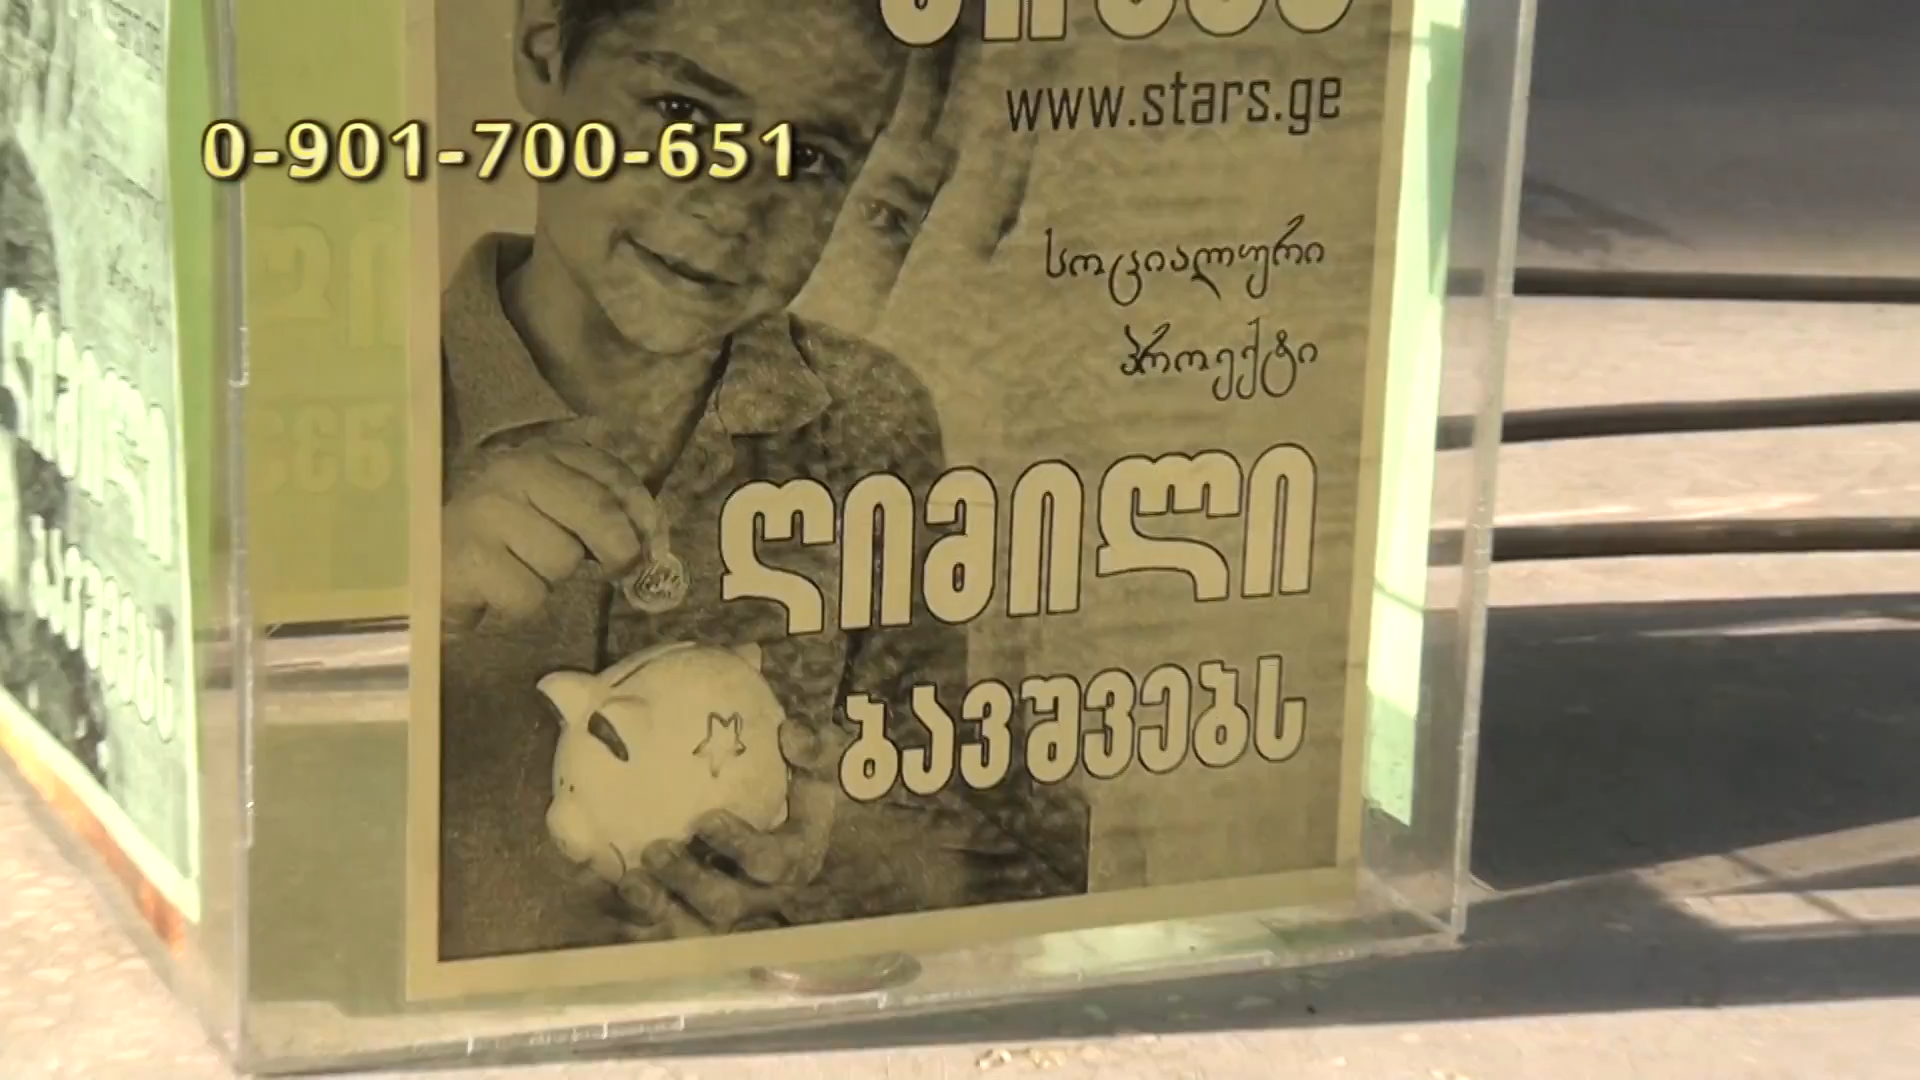 www.stars.ge
0-901-700-651
სოციალური
პროექტი
ღიმილი
ბავშვებს